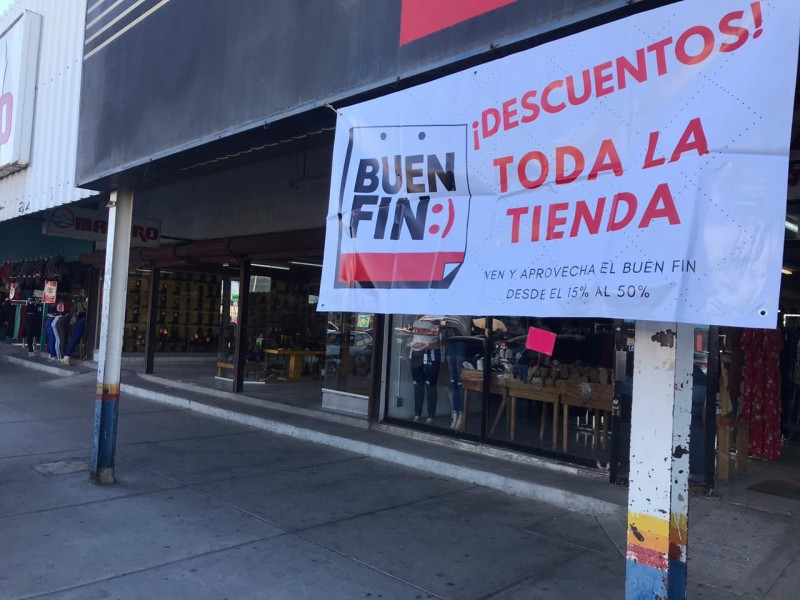 ¡DESCUENTOS!
TODA LA
TIENDA
BUEN
FIN:)
VEN Y APROVECHA EL BUEN FIN
DESDE EL 15% AL 50%